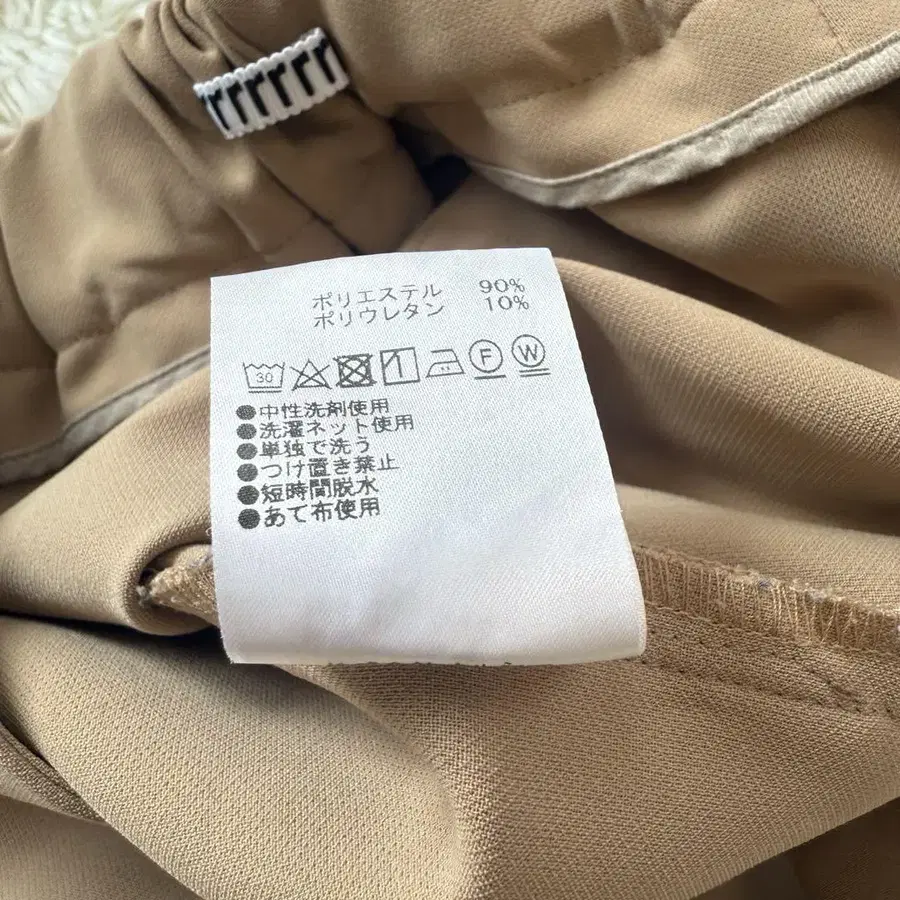 rrrrrrr
ポリエステル 90%
ポリウレタン 10%
30 F W
●中性洗剤使用
●洗濯ネット使用
●単独で洗う
●つけ置き禁止
●短時間脱水
●あて布使用